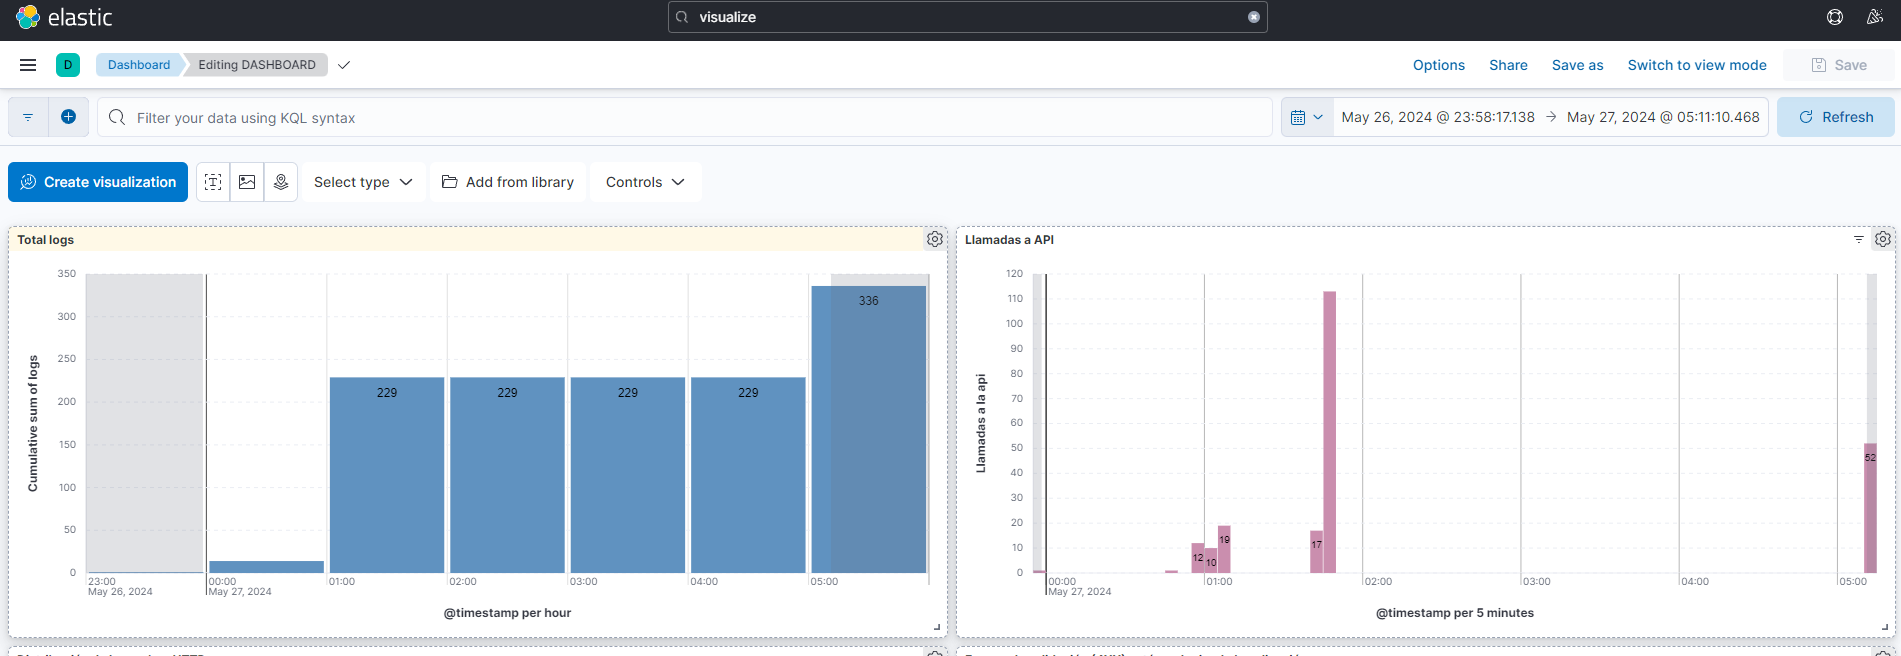 elastic
visualize
D
Dashboard
Editing DASHBOARD
Options
Share
Save as
Switch to view mode
Save
Filter your data using KQL syntax
May 26, 2024 @ 23:58:17.138 → May 27, 2024 @ 05:11:10.468
Refresh
Create visualization
Select type
Add from library
Controls
Total logs
350
300
250
200
150
100
50
0
Cumulative sum of logs
229
229
229
229
336
23:00
00:00
01:00
02:00
03:00
04:00
05:00
May 26, 2024
May 27, 2024
@timestamp per hour
Llamadas a API
120
110
100
90
80
70
60
50
40
30
20
10
0
Llamadas a la api
12
10
19
17
52
00:00
01:00
02:00
03:00
04:00
05:00
May 27, 2024
@timestamp per 5 minutes